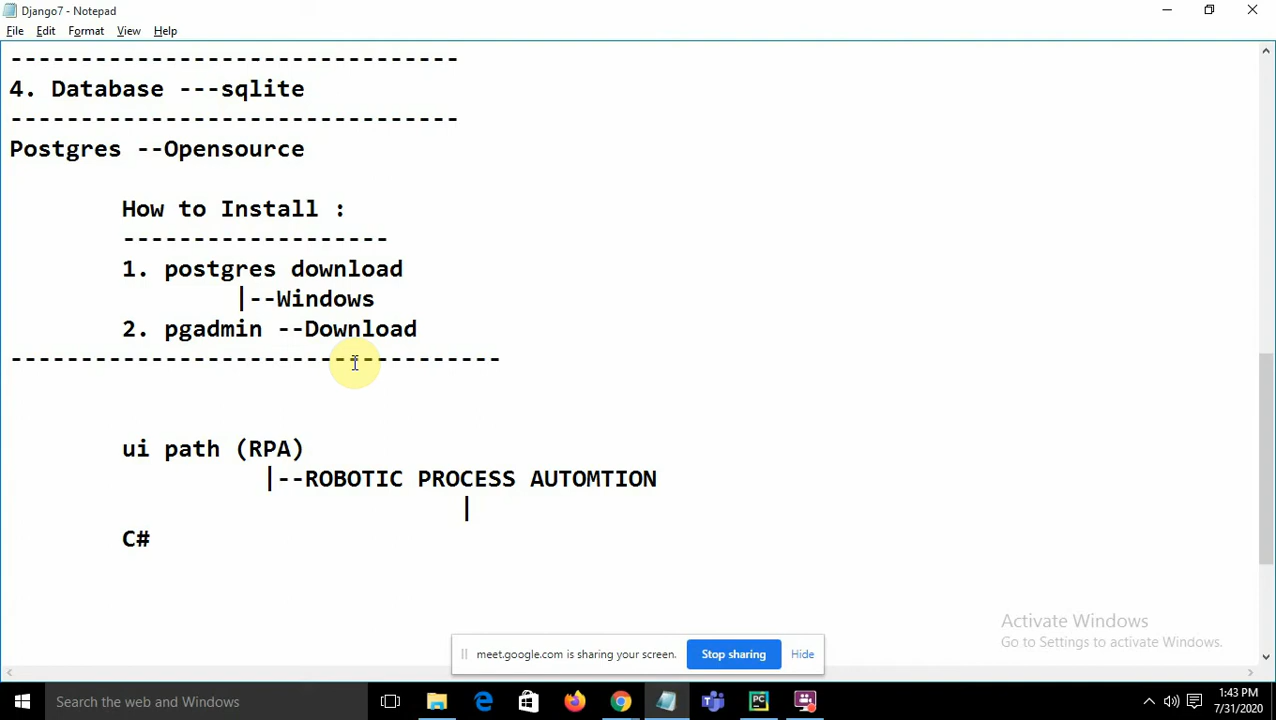 Django7 - Notepad
File Edit Format View Help
--------------------------------
4. Database ---sqlite
--------------------------------
Postgres --Opensource
How to Install :
-------------------
1. postgres download
|--Windows
2. pgadmin --Download
-----------------------------------
ui path (RPA)
|--ROBOTIC PROCESS AUTOMTION
|
C#
Activate Windows
Go to Settings to activate Windows.
meet.google.com is sharing your screen. Stop sharing Hide
Search the web and Windows
PC
1:43 PM
7/31/2020